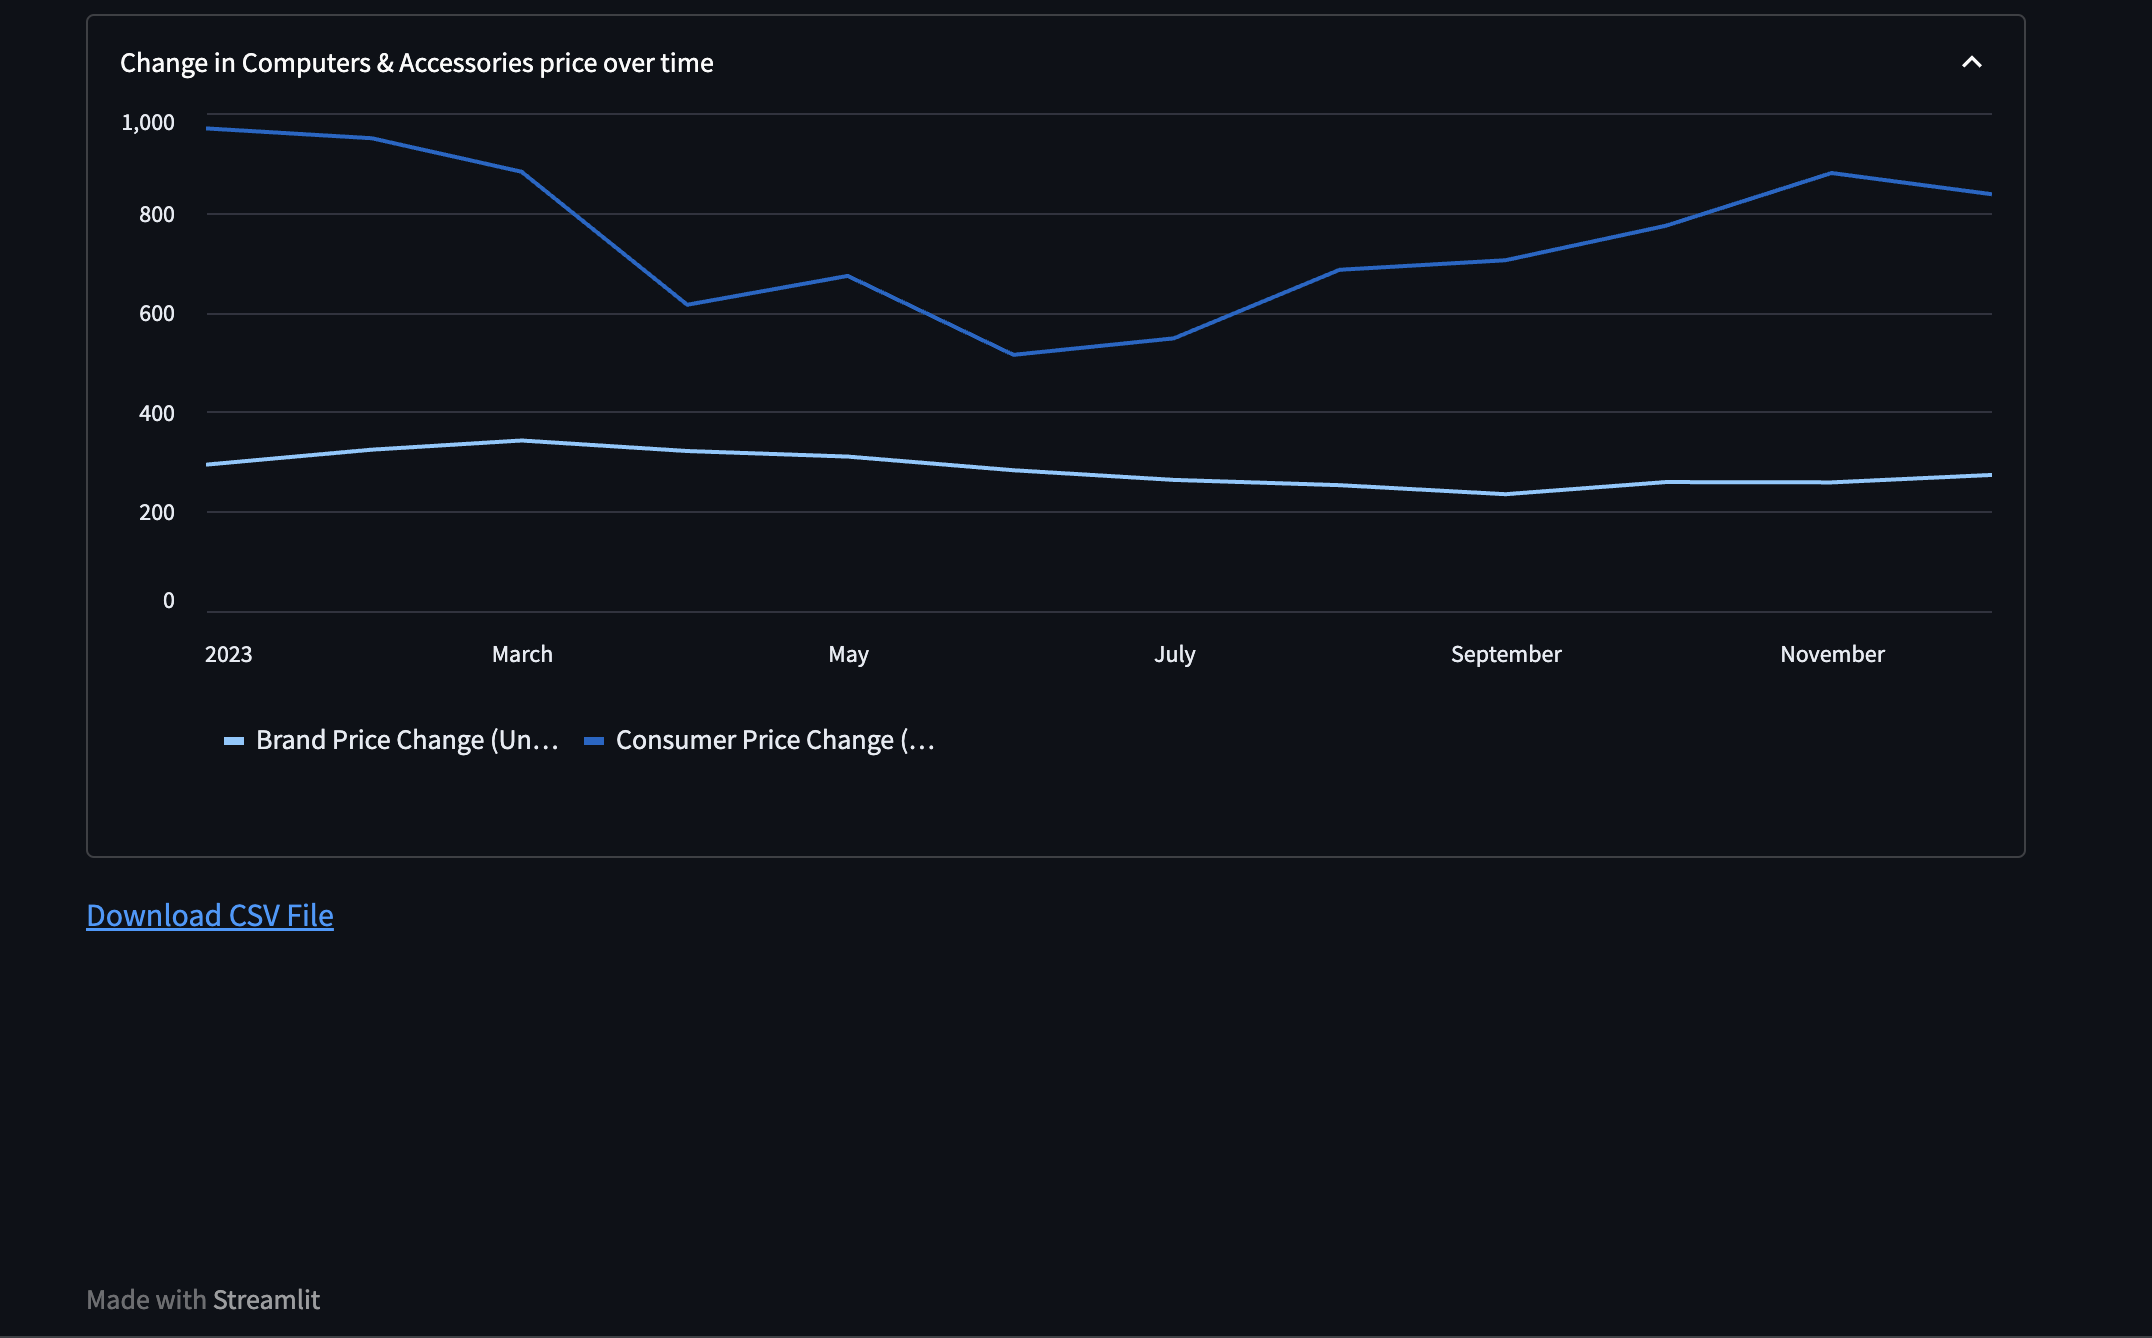 Change in Computers & Accessories price over time
1,000
800
600
400
200
0
2023 March May July September November
Brand Price Change (Un... Consumer Price Change (...
Download CSV File
Made with Streamlit